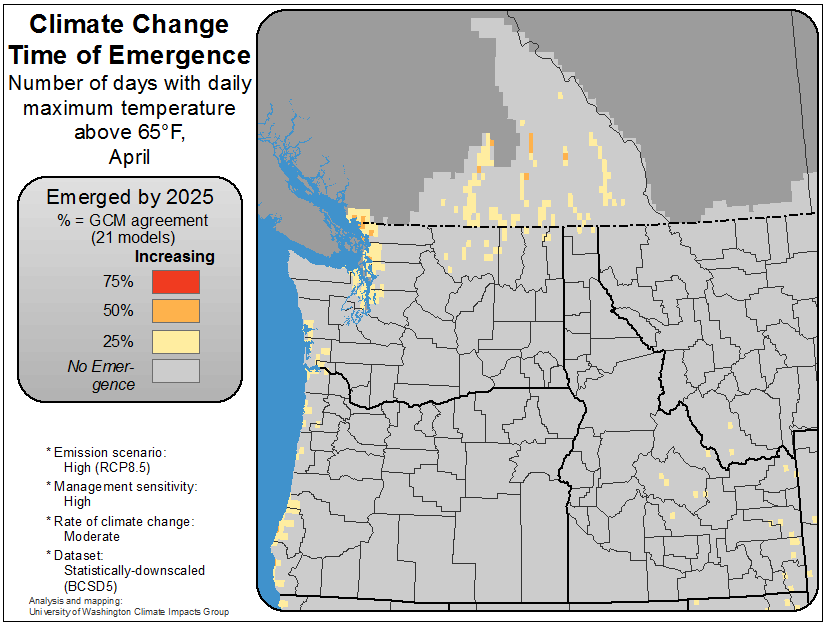 Climate Change
Time of Emergence
Number of days with daily
maximum temperature
above 65°F,
April
Emerged by 2025
% = GCM agreement
(21 models)
Increasing
75%
50%
25%
No Emer-
gence
* Emission scenario:
High (RCP8.5)
* Management sensitivity:
High
* Rate of climate change:
Moderate
* Dataset:
Statistically-downscaled
(BCSD5)
Analysis and mapping:
University of Washington Climate Impacts Group